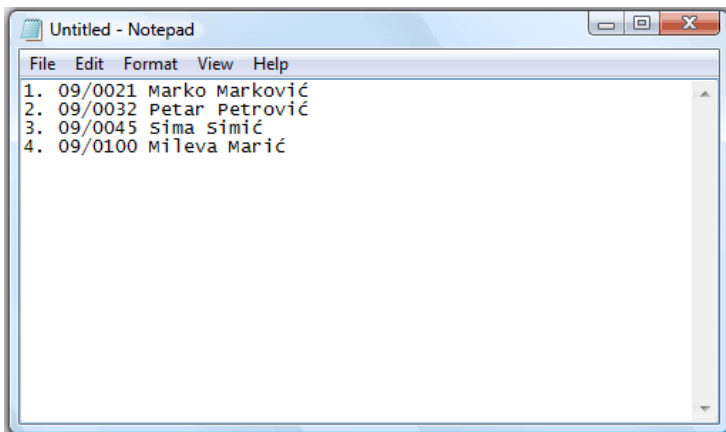 Untitled - Notepad
File Edit Format View Help
1. 09/0021 Marko Marković
2. 09/0032 Petar Petrović
3. 09/0045 Sima Simić
4. 09/0100 Mileva Marić